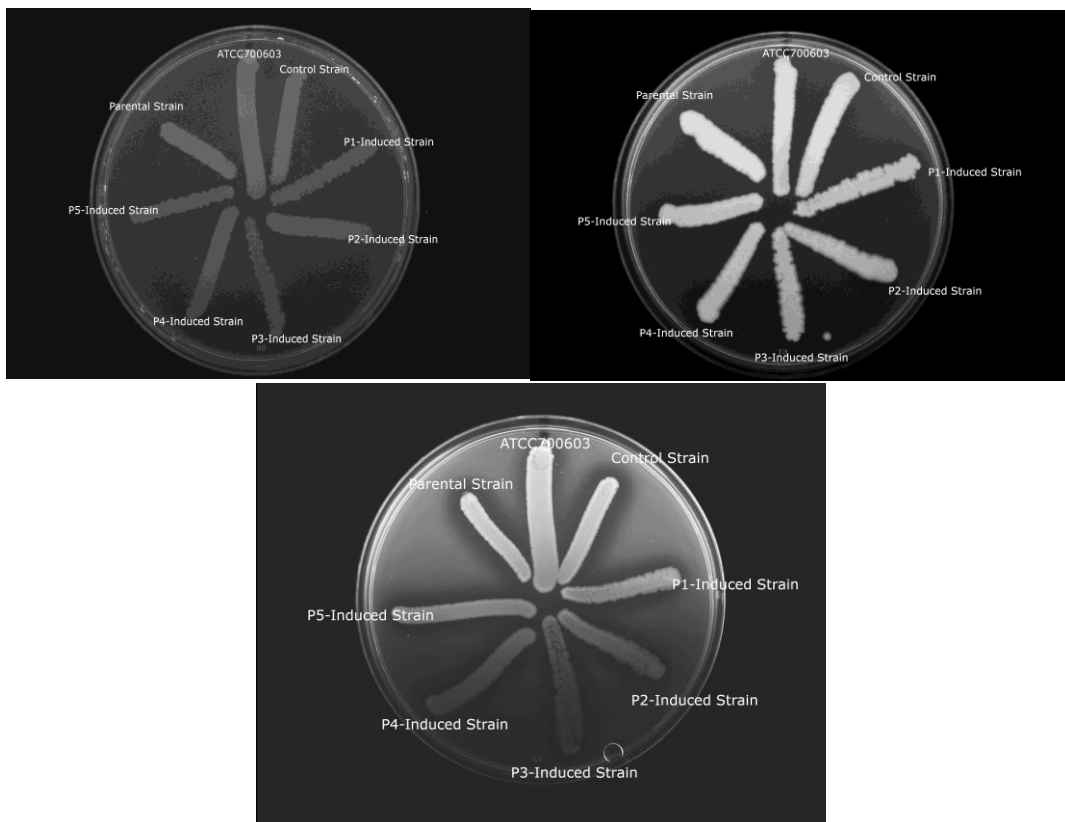 ATCC700603
Control Strain
Parental Strain
P1-Induced Strain
P5-Induced Strain
P2-Induced Strain
P4-Induced Strain
P3-Induced Strain
ATCC700603
Control Strain
Parental Strain
P1-Induced Strain
P5-Induced Strain
P2-Induced Strain
P4-Induced Strain
P3-Induced Strain
ATCC700603
Control Strain
Parental Strain
P1-Induced Strain
P5-Induced Strain
P2-Induced Strain
P4-Induced Strain
P3-Induced Strain